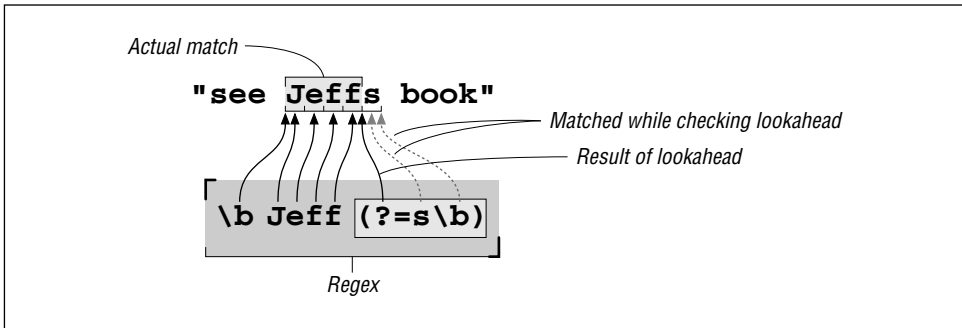 Actual match
"see Jeffs book"
Matched while checking lookahead
Result of lookahead
\b Jeff (?=s\b)
Regex